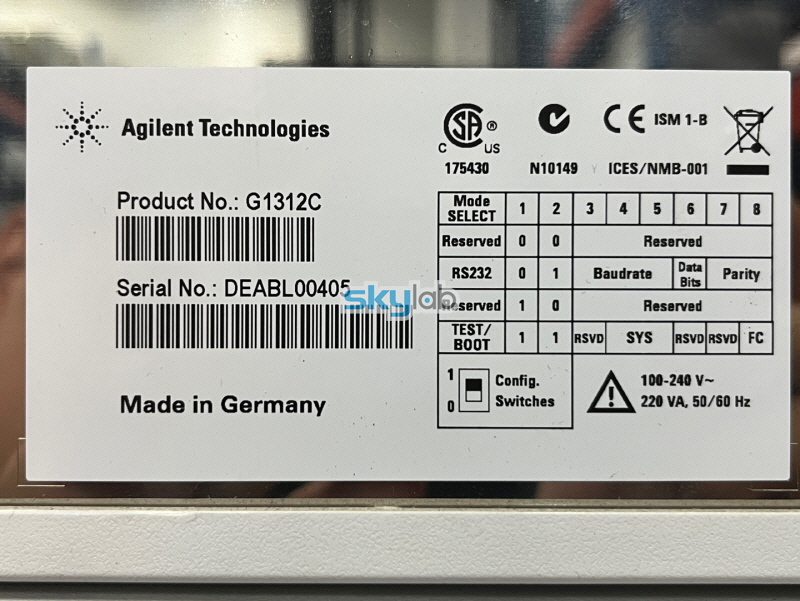 Agilent Technologies
CSA ®
C US
175430
N10149
CE ISM 1-B
ICES/NMB-001
Product No.: G1312C
Serial No.: DEABL00405
skylab
Made in Germany
Mode SELECT 1 2 3 4 5 6 7 8
Reserved 0 0 Reserved
RS232 0 1 Baudrate Data Bits Parity
Reserved 1 0 Reserved
TEST/BOOT 1 1 RSVD SYS RSVD RSVD FC
1
0
Config.
Switches
100-240 V~
220 VA, 50/60 Hz